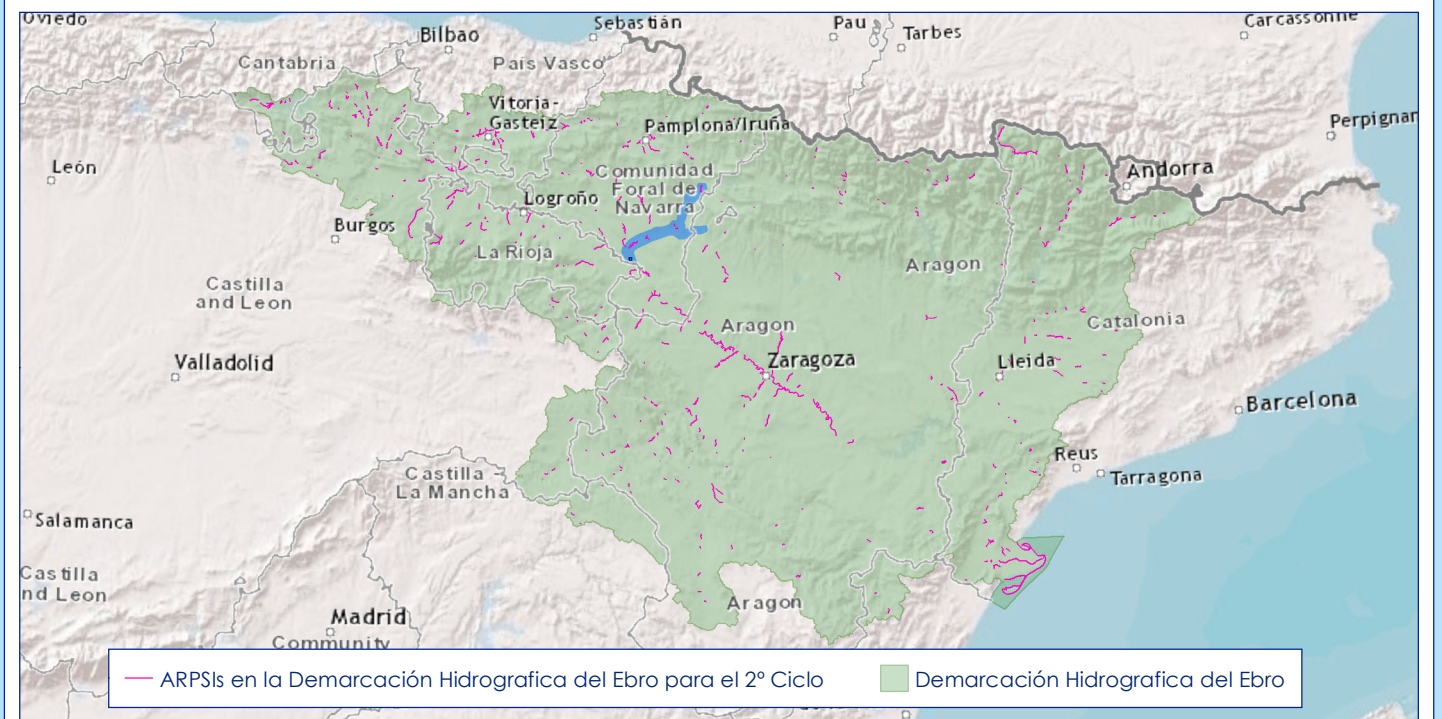 Oviedo
Sebastián
Pau
Carcassonne
Bilbao
Tarbes
Cantabria
País Vasco
Vitoria-
Gasteiz
Pamplona/Iruña
Perpignan
León
Comunidad
Foral de
Navarra
Andorra
Logroño
Burgos
La Rioja
Aragon
Castilla
and Leon
Aragon
Catalonia
Valladolid
Zaragoza
Lleida
Barcelona
Reus
Castilla -
La Mancha
Tarragona
Salamanca
Castilla
nd Leon
Aragon
Madrid
Community
ARPSIs en la Demarcación Hidrografica del Ebro para el 2º Ciclo
Demarcación Hidrografica del Ebro